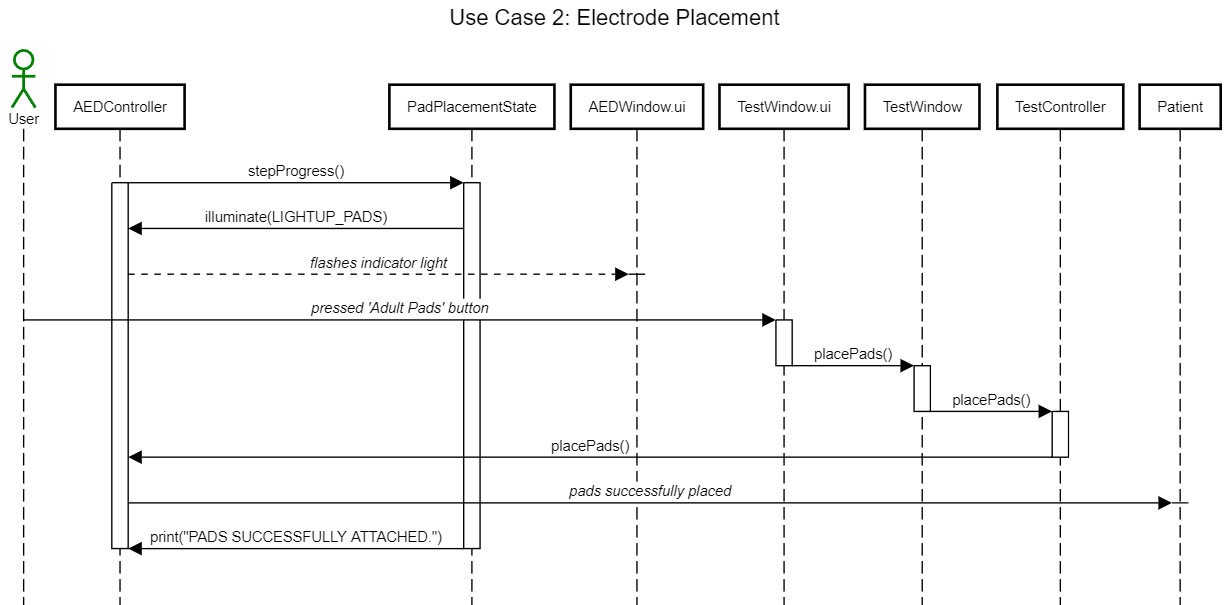 Use Case 2: Electrode Placement
User
AEDController
PadPlacementState
AEDWindow.ui
TestWindow.ui
TestWindow
TestController
Patient
stepProgress()
illuminate(LIGHTUP_PADS)
flashes indicator light
pressed 'Adult Pads' button
placePads()
placePads()
placePads()
pads successfully placed
print("PADS SUCCESSFULLY ATTACHED.")